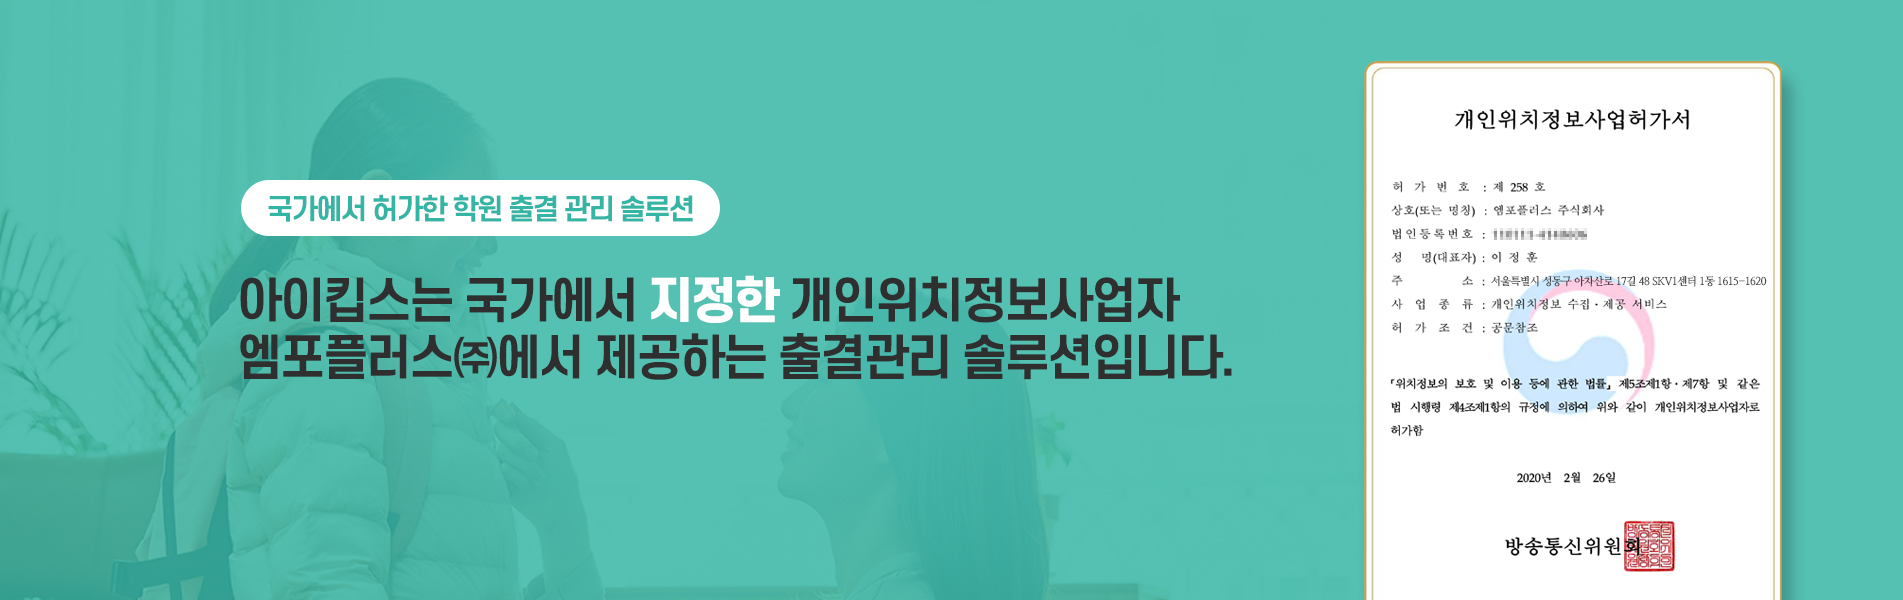 국가에서 허가한 학원 출결 관리 솔루션
아이킵스는 국가에서 지정한 개인위치정보사업자
엠포플러스㈜에서 제공하는 출결관리 솔루션입니다.
개인위치정보사업허가서
허 가 번 호 : 제 258 호
상호(또는 명칭) : 엠포플러스 주식회사
법인등록번호 :
성 명(대표자) : 이 정 훈
주 소 : 서울특별시 성동구 아차산로 17길 48 SKV1센터 1동 1615-1620
사 업 종 류 : 개인위치정보 수집·제공 서비스
허 가 조 건 : 공문참조
「위치정보의 보호 및 이용 등에 관한 법률」 제5조제1항·제7항 및 같은
법 시행령 제4조제1항의 규정에 의하여 위와 같이 개인위치정보사업자로
허가함
2020년 2월 26일
방송통신위원회